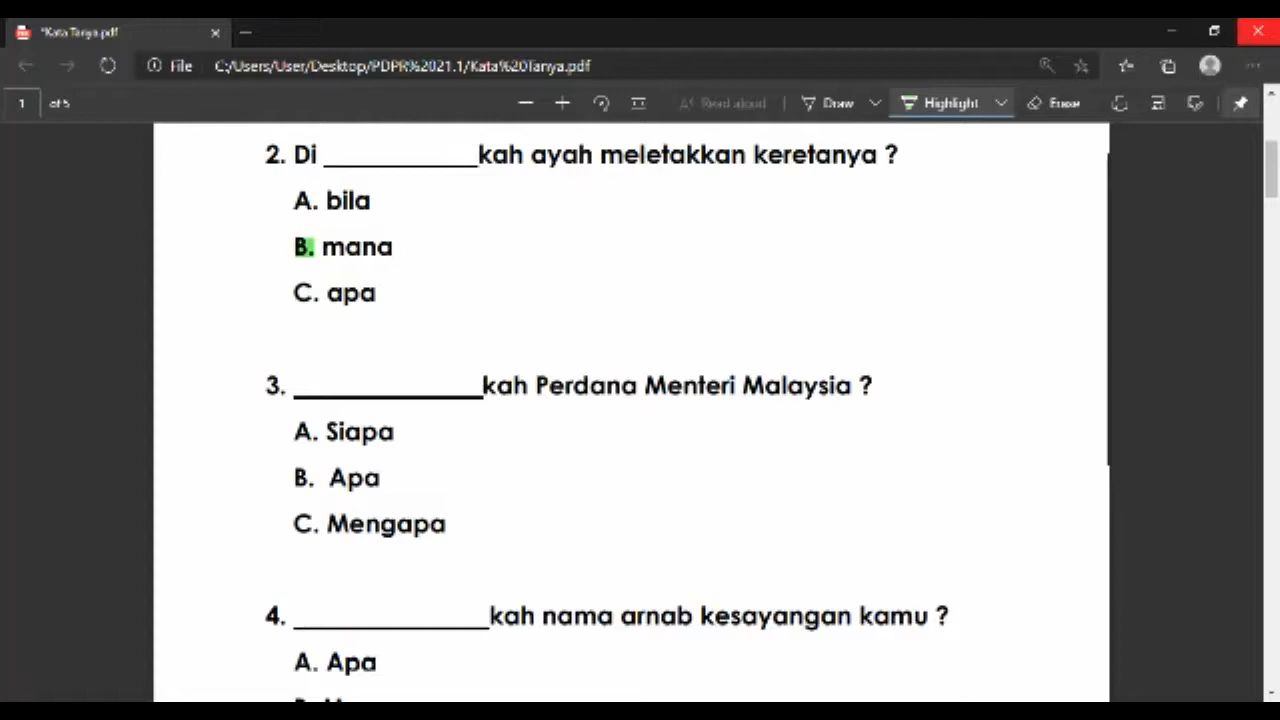 *Kata Tanya.pdf
File C:/Users/User/Desktop/PDPR%2021.1/Kata%20Tanya.pdf
1 of 5 Read aloud Draw Highlight Erase
2. Di ____________kah ayah meletakkan keretanya ?
A. bila
B. mana
C. apa
3. _______________kah Perdana Menteri Malaysia ?
A. Siapa
B. Apa
C. Mengapa
4. _______________kah nama arnab kesayangan kamu ?
A. Apa